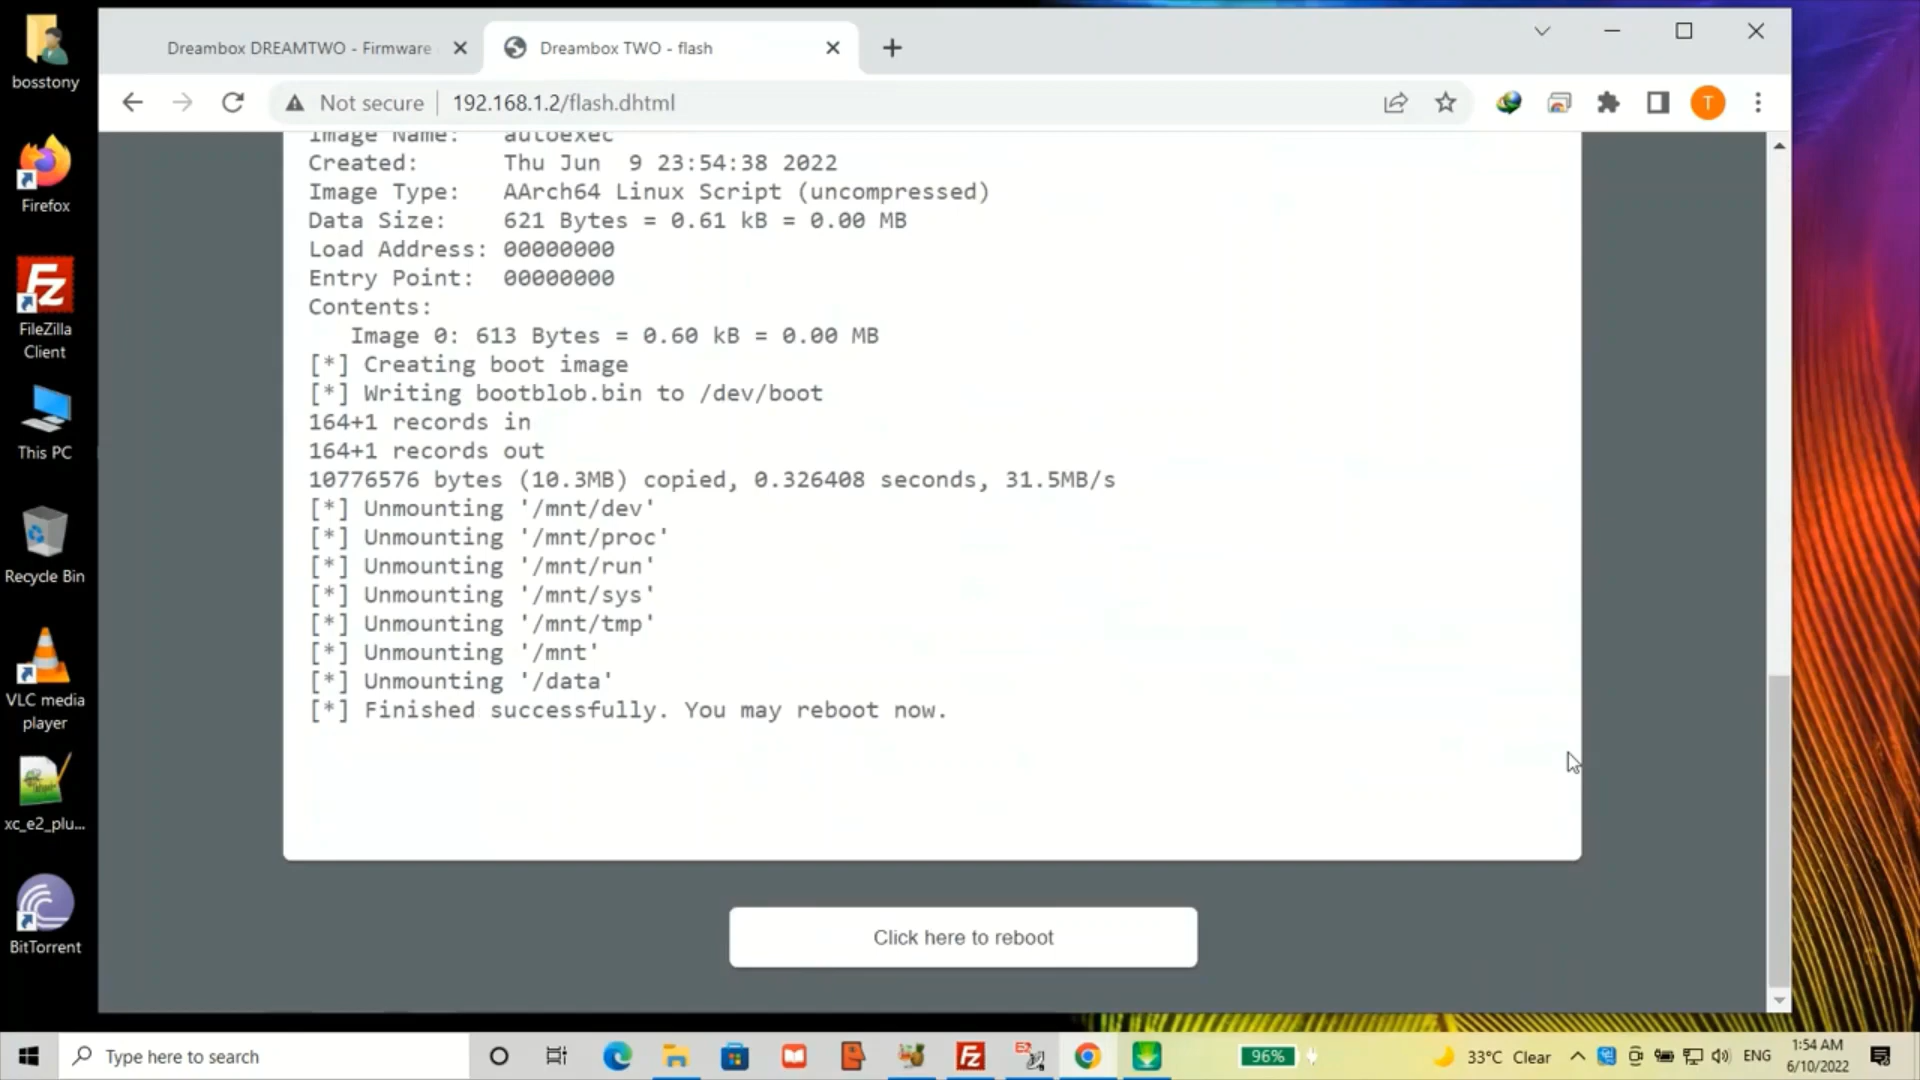 bosstony
Firefox
FileZilla
Client
This PC
Recycle Bin
VLC media
player
xc_e2_plu...
BitTorrent
Dreambox DREAMTWO - Firmware
Dreambox TWO - flash
Not secure
192.168.1.2/flash.dhtml
T
Image Name: autoexec
Created: Thu Jun 9 23:54:38 2022
Image Type: AArch64 Linux Script (uncompressed)
Data Size: 621 Bytes = 0.61 kB = 0.00 MB
Load Address: 00000000
Entry Point: 00000000
Contents:
Image 0: 613 Bytes = 0.60 kB = 0.00 MB
[*] Creating boot image
[*] Writing bootblob.bin to /dev/boot
164+1 records in
164+1 records out
10776576 bytes (10.3MB) copied, 0.326408 seconds, 31.5MB/s
[*] Unmounting '/mnt/dev'
[*] Unmounting '/mnt/proc'
[*] Unmounting '/mnt/run'
[*] Unmounting '/mnt/sys'
[*] Unmounting '/mnt/tmp'
[*] Unmounting '/mnt'
[*] Unmounting '/data'
[*] Finished successfully. You may reboot now.
Click here to reboot
Type here to search
96%
33°C Clear
ENG
1:54 AM
6/10/2022